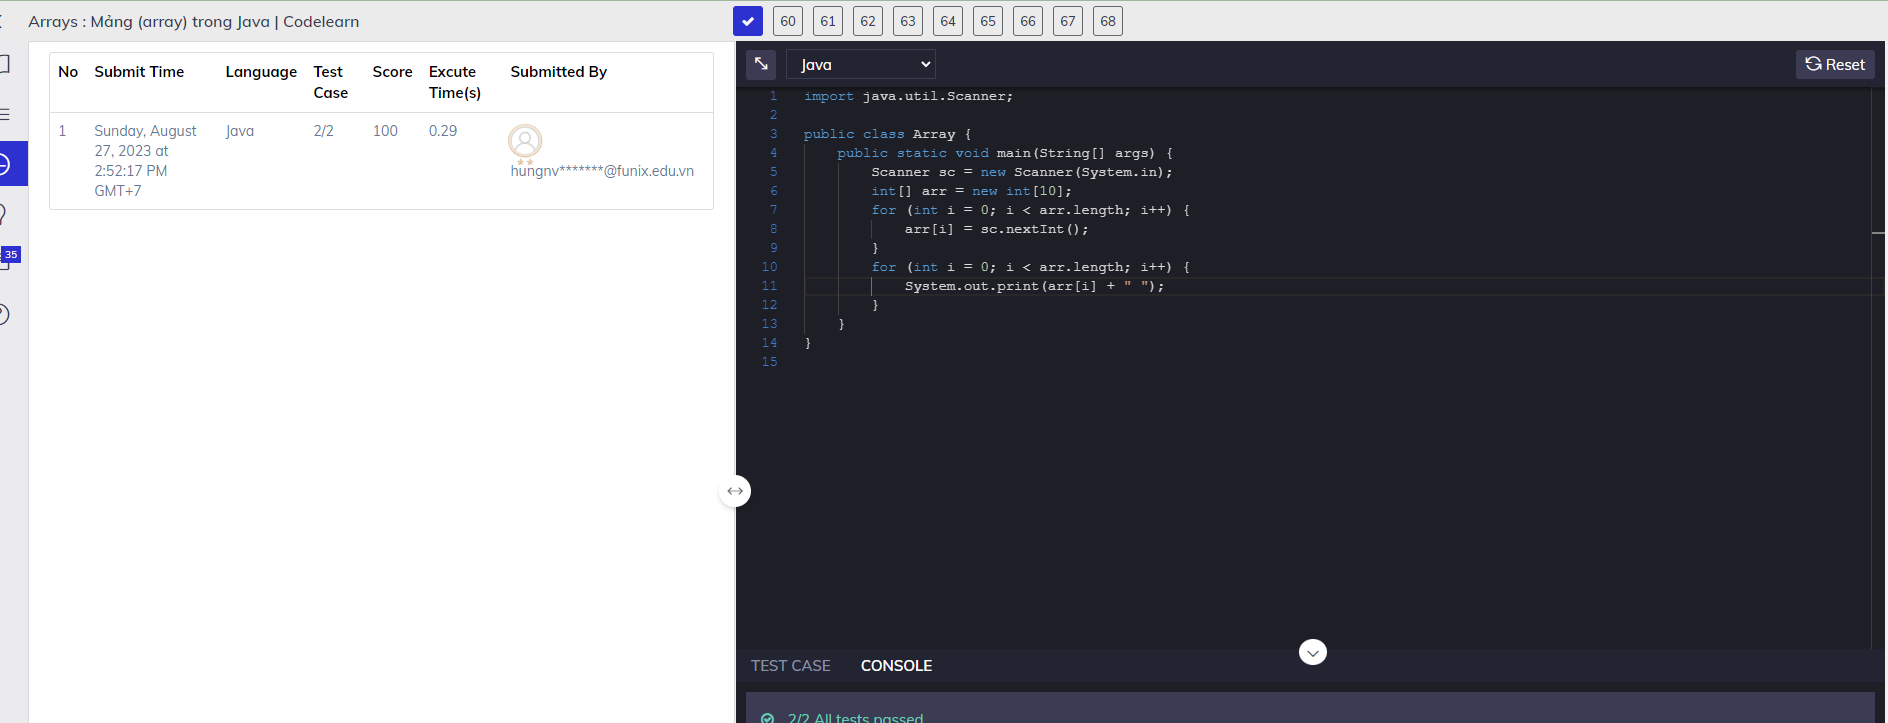 Arrays : Mảng (array) trong Java | Codelearn
60 61 62 63 64 65 66 67 68
No Submit Time Language Test Case Score Excute Time(s) Submitted By
1 Sunday, August 27, 2023 at 2:52:17 PM GMT+7 Java 2/2 100 0.29 hungnv*******@funix.edu.vn
35
Java
Reset
1 import java.util.Scanner;
2
3 public class Array {
4 public static void main(String[] args) {
5 Scanner sc = new Scanner(System.in);
6 int[] arr = new int[10];
7 for (int i = 0; i < arr.length; i++) {
8 arr[i] = sc.nextInt();
9 }
10 for (int i = 0; i < arr.length; i++) {
11 System.out.print(arr[i] + " ");
12 }
13 }
14 }
15
TEST CASE CONSOLE
2/2 All tests passed